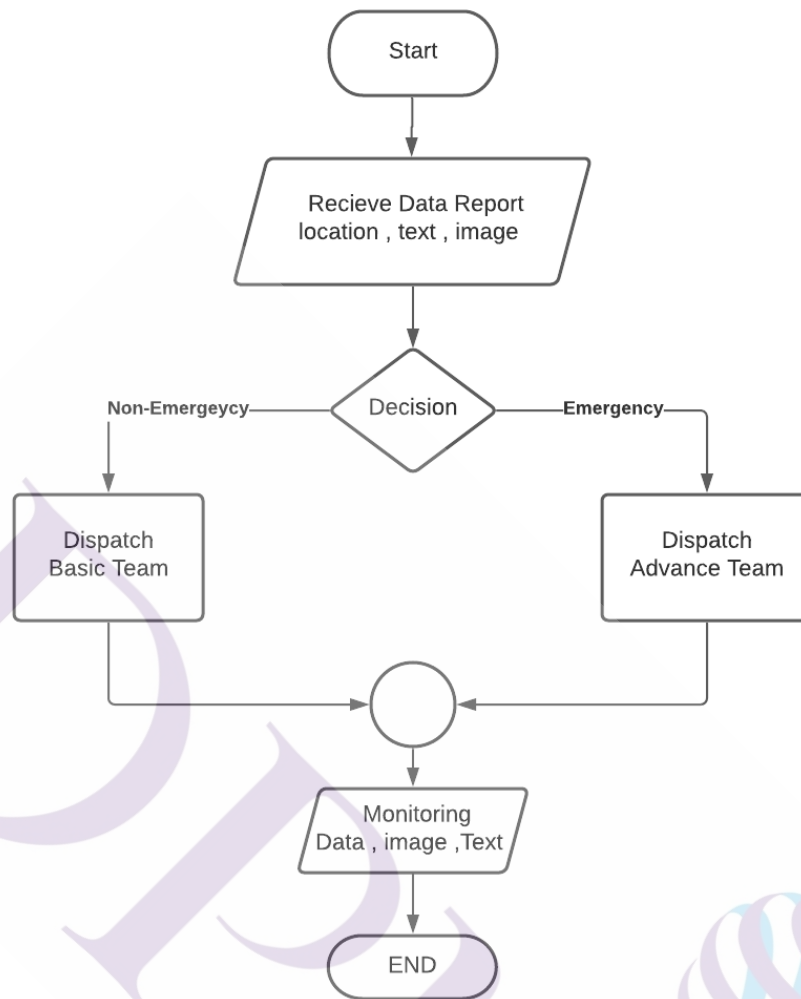 Start
Recieve Data Report
location , text , image
Decision
Non-Emergeycy
Emergency
Dispatch
Basic Team
Dispatch
Advance Team
Monitoring
Data , image ,Text
END